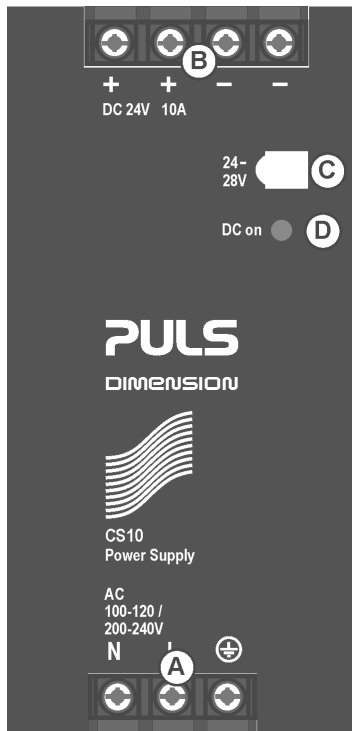 B
+ + – –
DC 24V 10A
24–
28V
C
DC on
D
PULS
DIMENSION
CS10
Power Supply
AC
100-120 /
200-240V
N
A